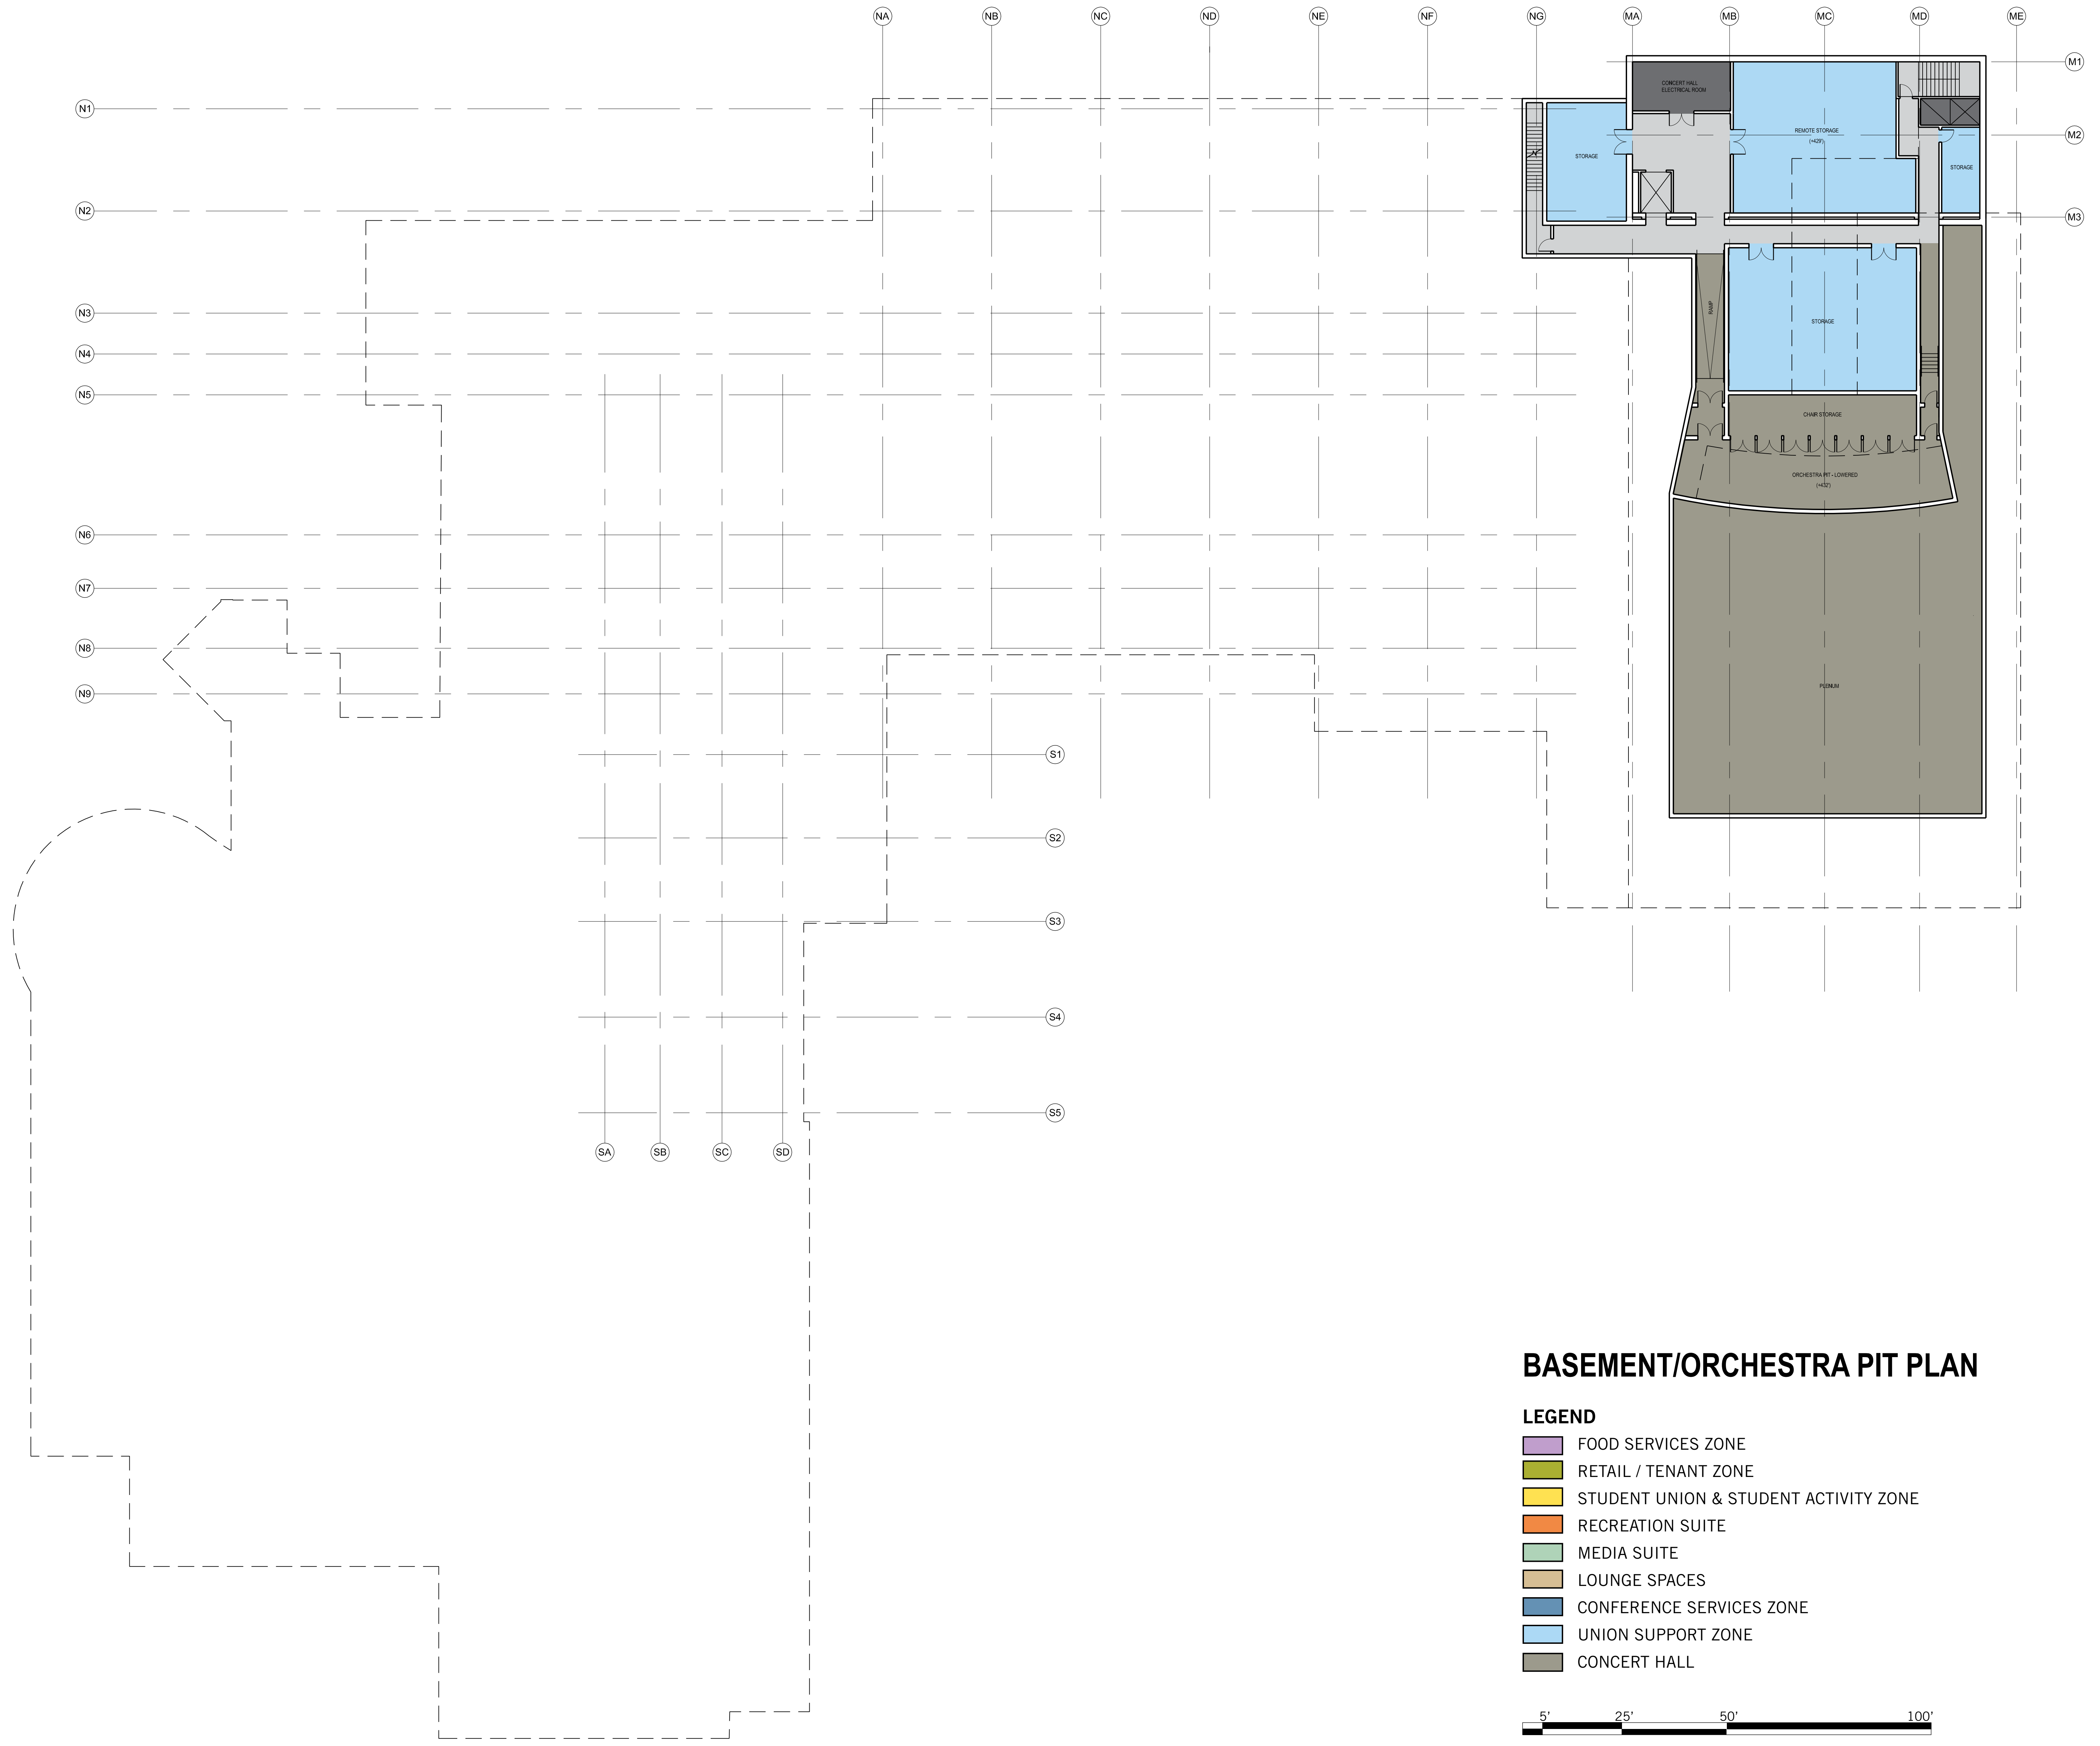 NA NB NC ND NE NF NG MA MB MC MD ME
M1
CONCERT HALL
ELECTRICAL ROOM
N1
REMOTE STORAGE
M2
(+428')
STORAGE
STORAGE
N2
M3
N3
RAMP
STORAGE
N4
N5
CHAIR STORAGE
ORCHESTRA PIT - LOWERED
(+432')
N6
N7
N8
PLENUM
N9
S1
S2
S3
S4
S5
SA SB SC SD
BASEMENT/ORCHESTRA PIT PLAN
LEGEND
FOOD SERVICES ZONE
RETAIL / TENANT ZONE
STUDENT UNION & STUDENT ACTIVITY ZONE
RECREATION SUITE
MEDIA SUITE
LOUNGE SPACES
CONFERENCE SERVICES ZONE
UNION SUPPORT ZONE
CONCERT HALL
5' 25' 50' 100'